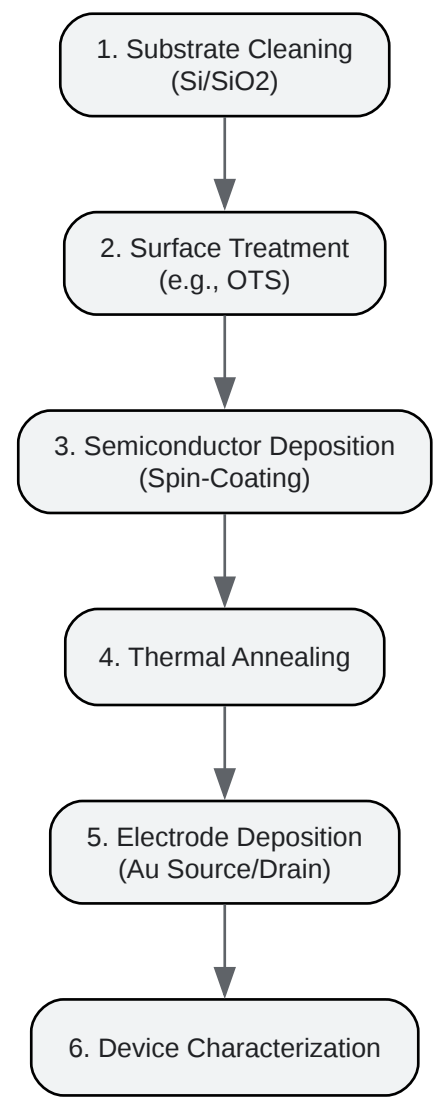 1. Substrate Cleaning
(Si/SiO2)
2. Surface Treatment
(e.g., OTS)
3. Semiconductor Deposition
(Spin-Coating)
4. Thermal Annealing
5. Electrode Deposition
(Au Source/Drain)
6. Device Characterization